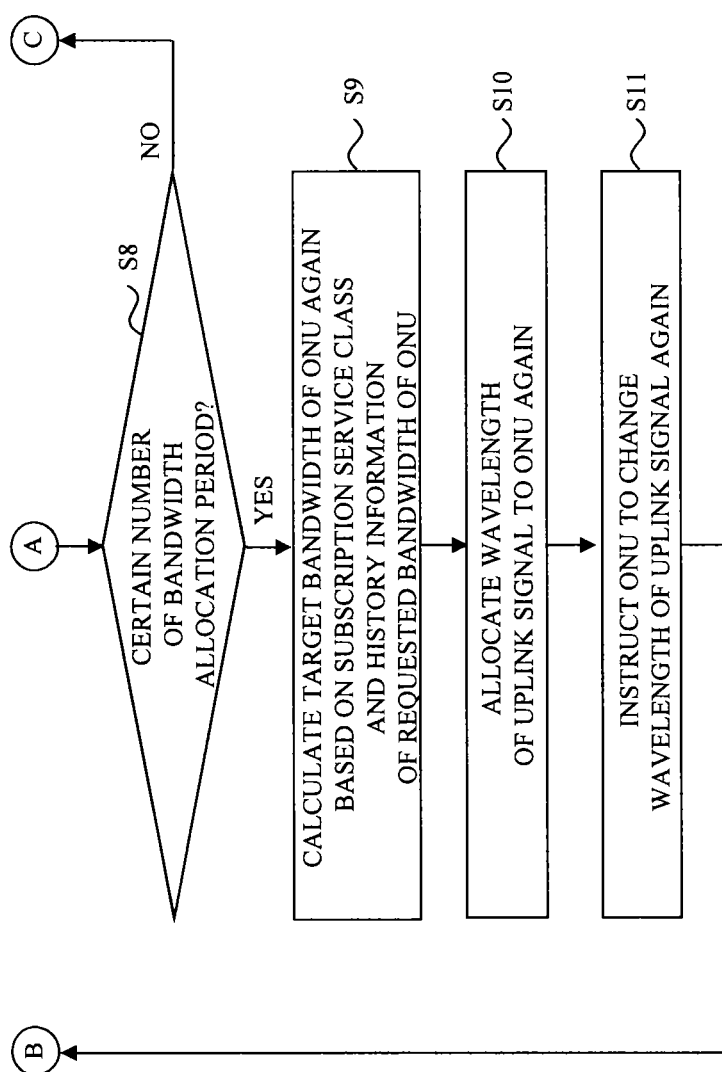 B
A
C
S8
CERTAIN NUMBER
OF BANDWIDTH
ALLOCATION PERIOD?
NO
YES
S9
CALCULATE TARGET BANDWIDTH OF ONU AGAIN
BASED ON SUBSCRIPTION SERVICE CLASS
AND HISTORY INFORMATION
OF REQUESTED BANDWIDTH OF ONU
S10
ALLOCATE WAVELENGTH
OF UPLINK SIGNAL TO ONU AGAIN
S11
INSTRUCT ONU TO CHANGE
WAVELENGTH OF UPLINK SIGNAL AGAIN